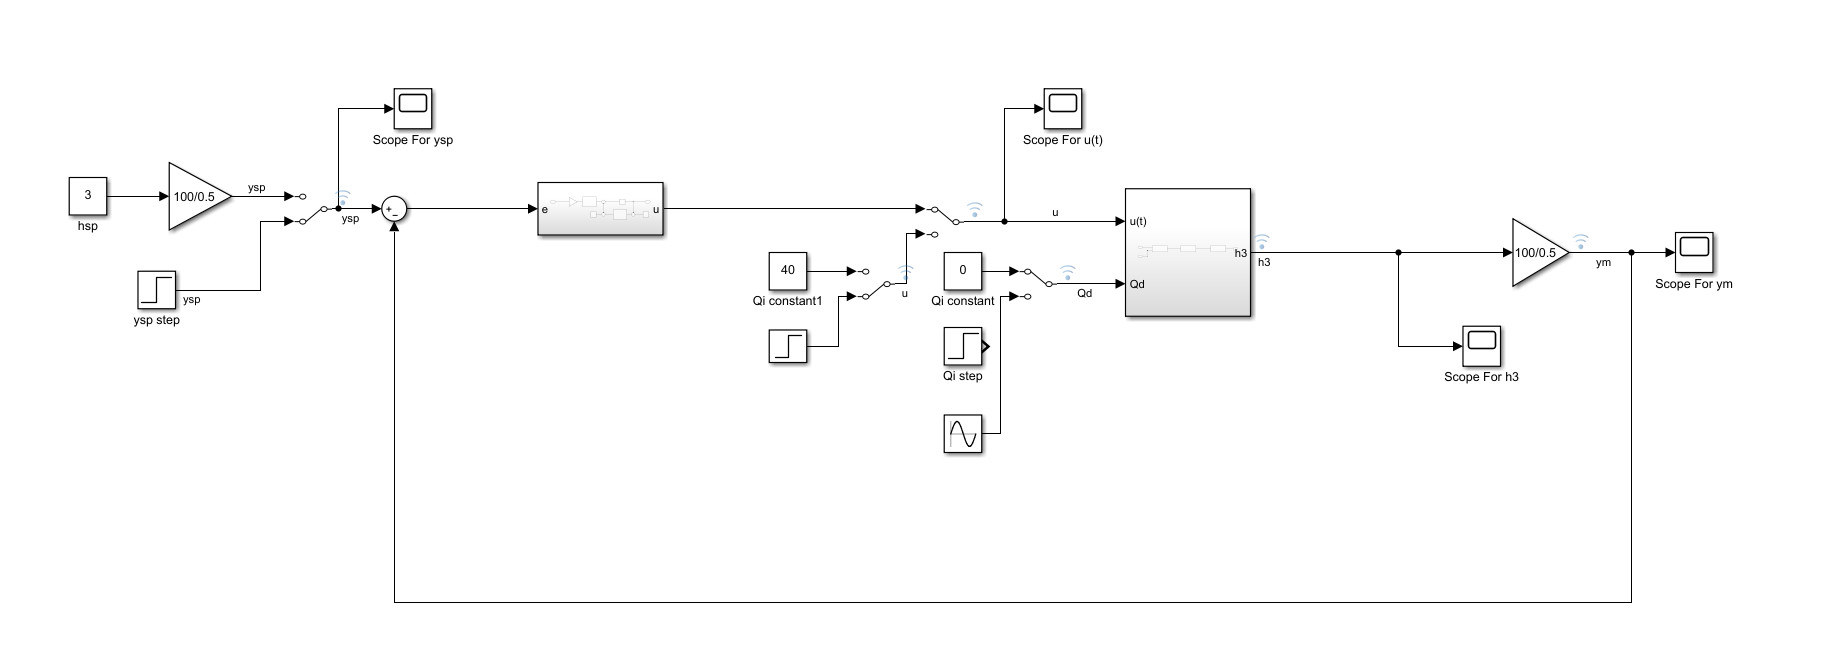 Scope For ysp
Scope For u(t)
3
hsp
100/0.5
ysp
ysp
+
−
e
u
u
u(t)
h3
h3
Qd
100/0.5
ym
Scope For ym
40
Qi constant1
u
0
Qi constant
Qd
ysp
ysp step
Qi step
Scope For h3